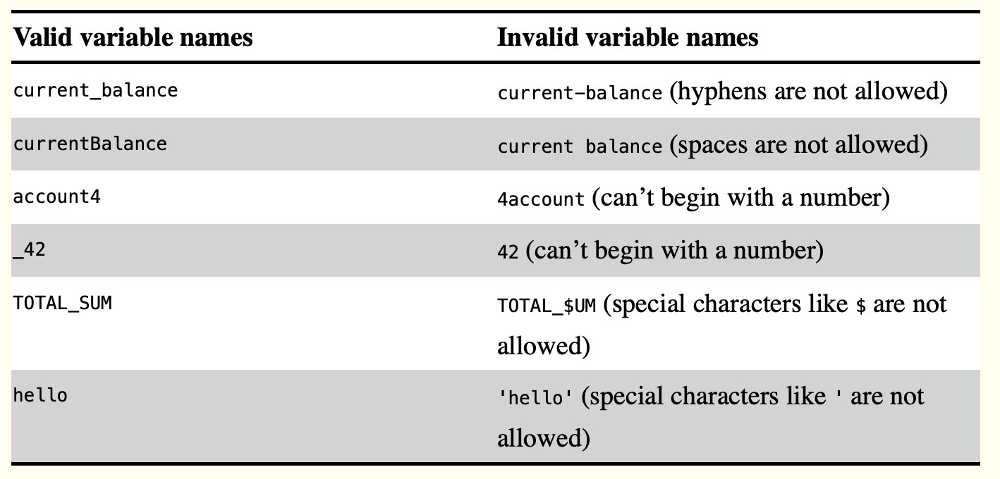 Valid variable names Invalid variable names
current_balance current-balance (hyphens are not allowed)
currentBalance current balance (spaces are not allowed)
account4 4account (can’t begin with a number)
_42 42 (can’t begin with a number)
TOTAL_SUM TOTAL_$UM (special characters like $ are not
allowed)
hello 'hello' (special characters like ' are not
allowed)